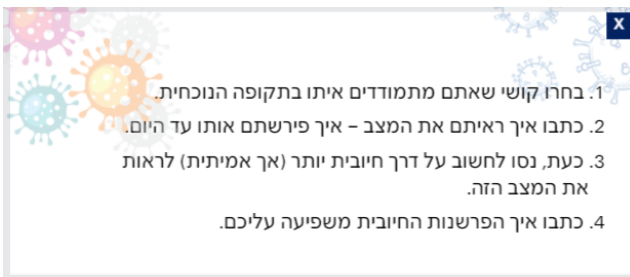 X
1. בחרו קושי שאתם מתמודדים איתו בתקופה הנוכחית.
2. כתבו איך ראיתם את המצב – איך פירשתם אותו עד היום.
3. כעת, נסו לחשוב על דרך חיובית יותר (אך אמיתית) לראות
את המצב הזה.
4. כתבו איך הפרשנות החיובית משפיעה עליכם.